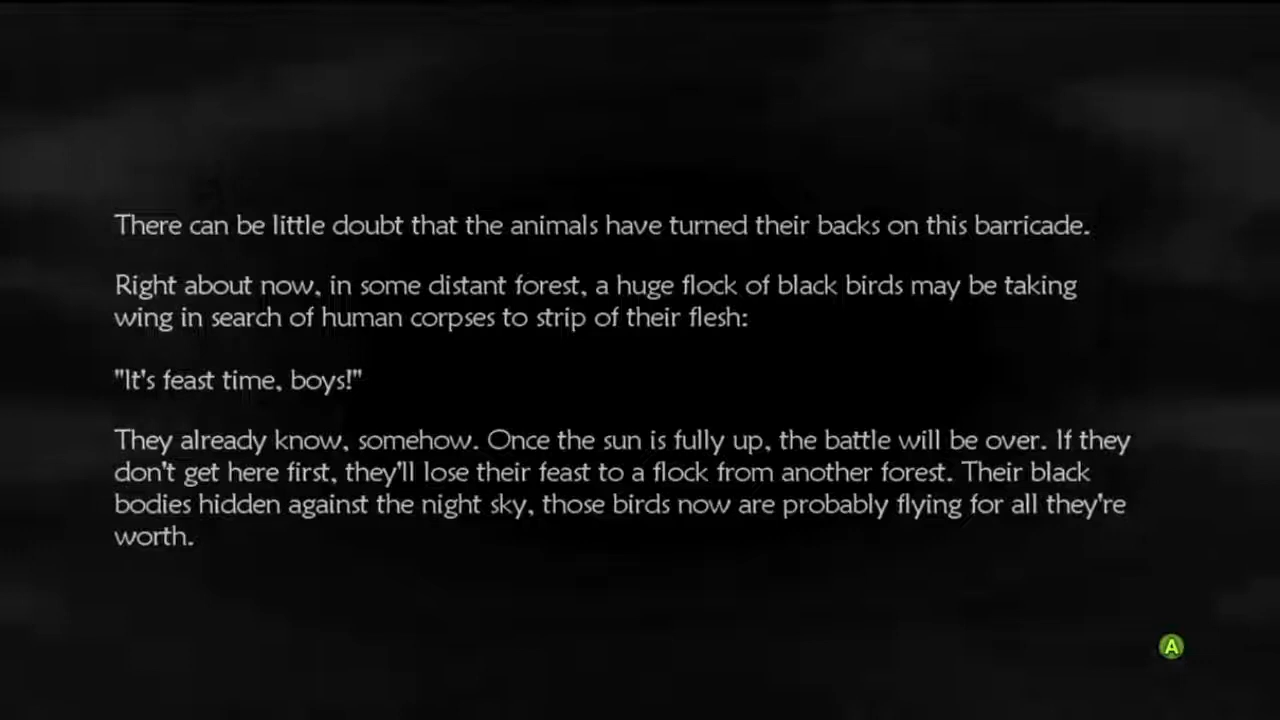 There can be little doubt that the animals have turned their backs on this barricade.
Right about now, in some distant forest, a huge flock of black birds may be taking
wing in search of human corpses to strip of their flesh:
"It's feast time, boys!"
They already know, somehow. Once the sun is fully up, the battle will be over. If they
don't get here first, they'll lose their feast to a flock from another forest. Their black
bodies hidden against the night sky, those birds now are probably flying for all they're
worth.
A